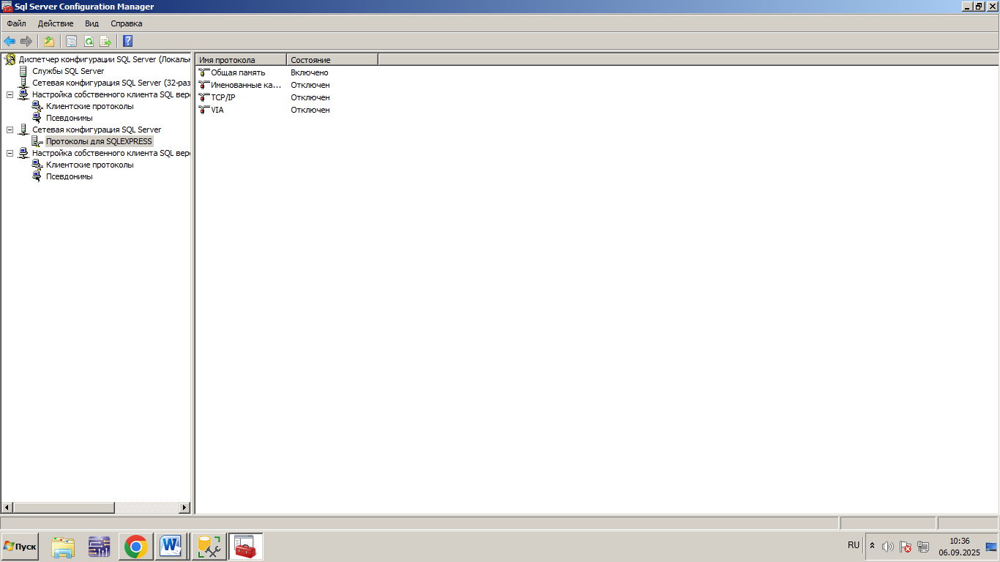 Sql Server Configuration Manager
Файл Действие Вид Справка
Диспетчер конфигурации SQL Server (Локальн
Службы SQL Server
Сетевая конфигурация SQL Server (32-раз
Настройка собственного клиента SQL верс
Клиентские протоколы
Псевдонимы
Сетевая конфигурация SQL Server
Протоколы для SQLEXPRESS
Настройка собственного клиента SQL верс
Клиентские протоколы
Псевдонимы
Имя протокола Состояние
Общая память Включено
Именованные ка... Отключен
TCP/IP Отключен
VIA Отключен
Пуск
RU
10:36
06.09.2025